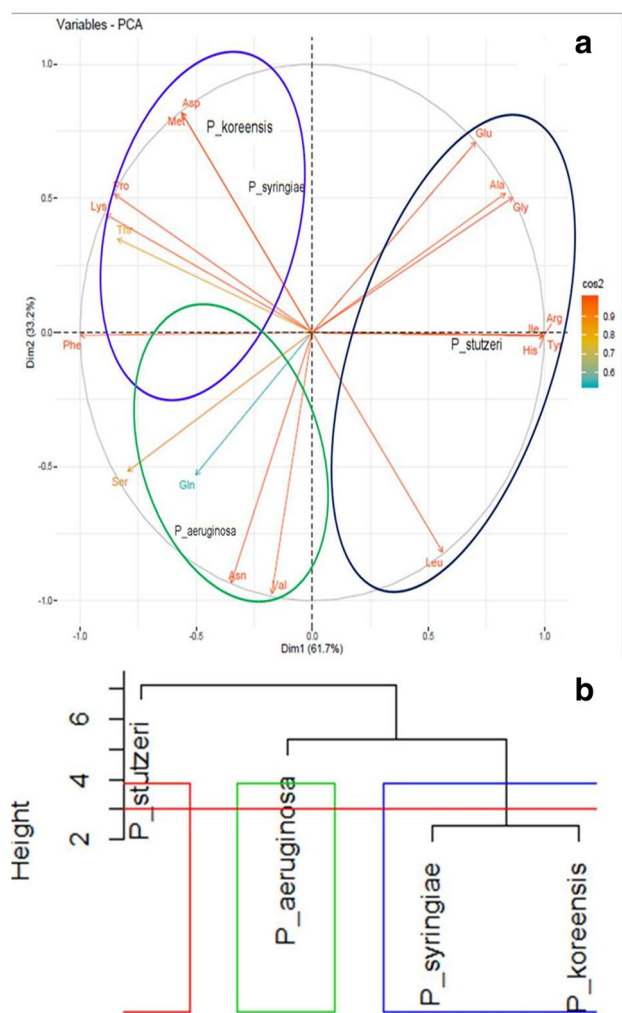 Variables - PCA
a
1.0
0.5
0.0
-0.5
-1.0
Dim2 (33.2%)
Asp
Met
P_koreensis
P_syringiae
Pro
Lys
Thr
Phe
Glu
Ala
Gly
Arg
Ile
His
Tyr
P_stutzeri
Ser
Gln
P_aeruginosa
Asn
Val
Leu
-1.0 -0.5 0.0 0.5 1.0
Dim1 (61.7%)
cos2
0.9
0.8
0.7
0.6
b
Height
6
4
2
P_stutzeri
P_aeruginosa
P_syringiae
P_koreensis